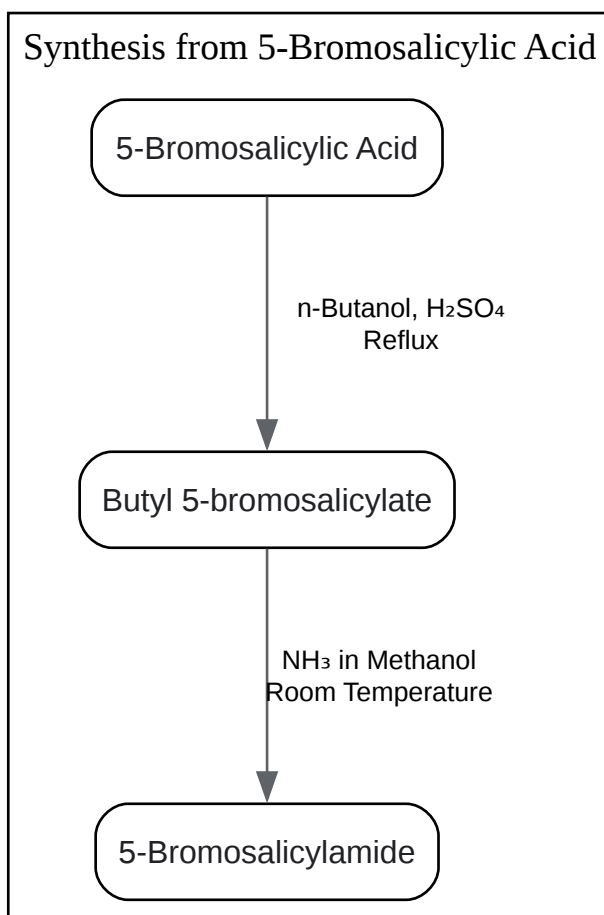 Synthesis from 5-Bromosalicylic Acid
5-Bromosalicylic Acid
n-Butanol, H₂SO₄
Reflux
Butyl 5-bromosalicylate
NH₃ in Methanol
Room Temperature
5-Bromosalicylamide